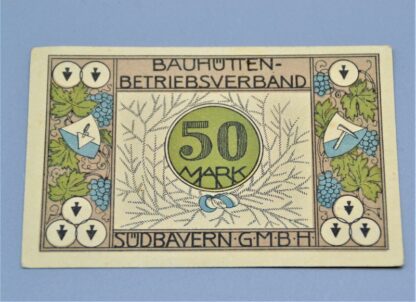 BAUHÜTTEN-
BETRIEBSVERBAND
50
MARK
SÜDBAYERN·G·M·B·H·